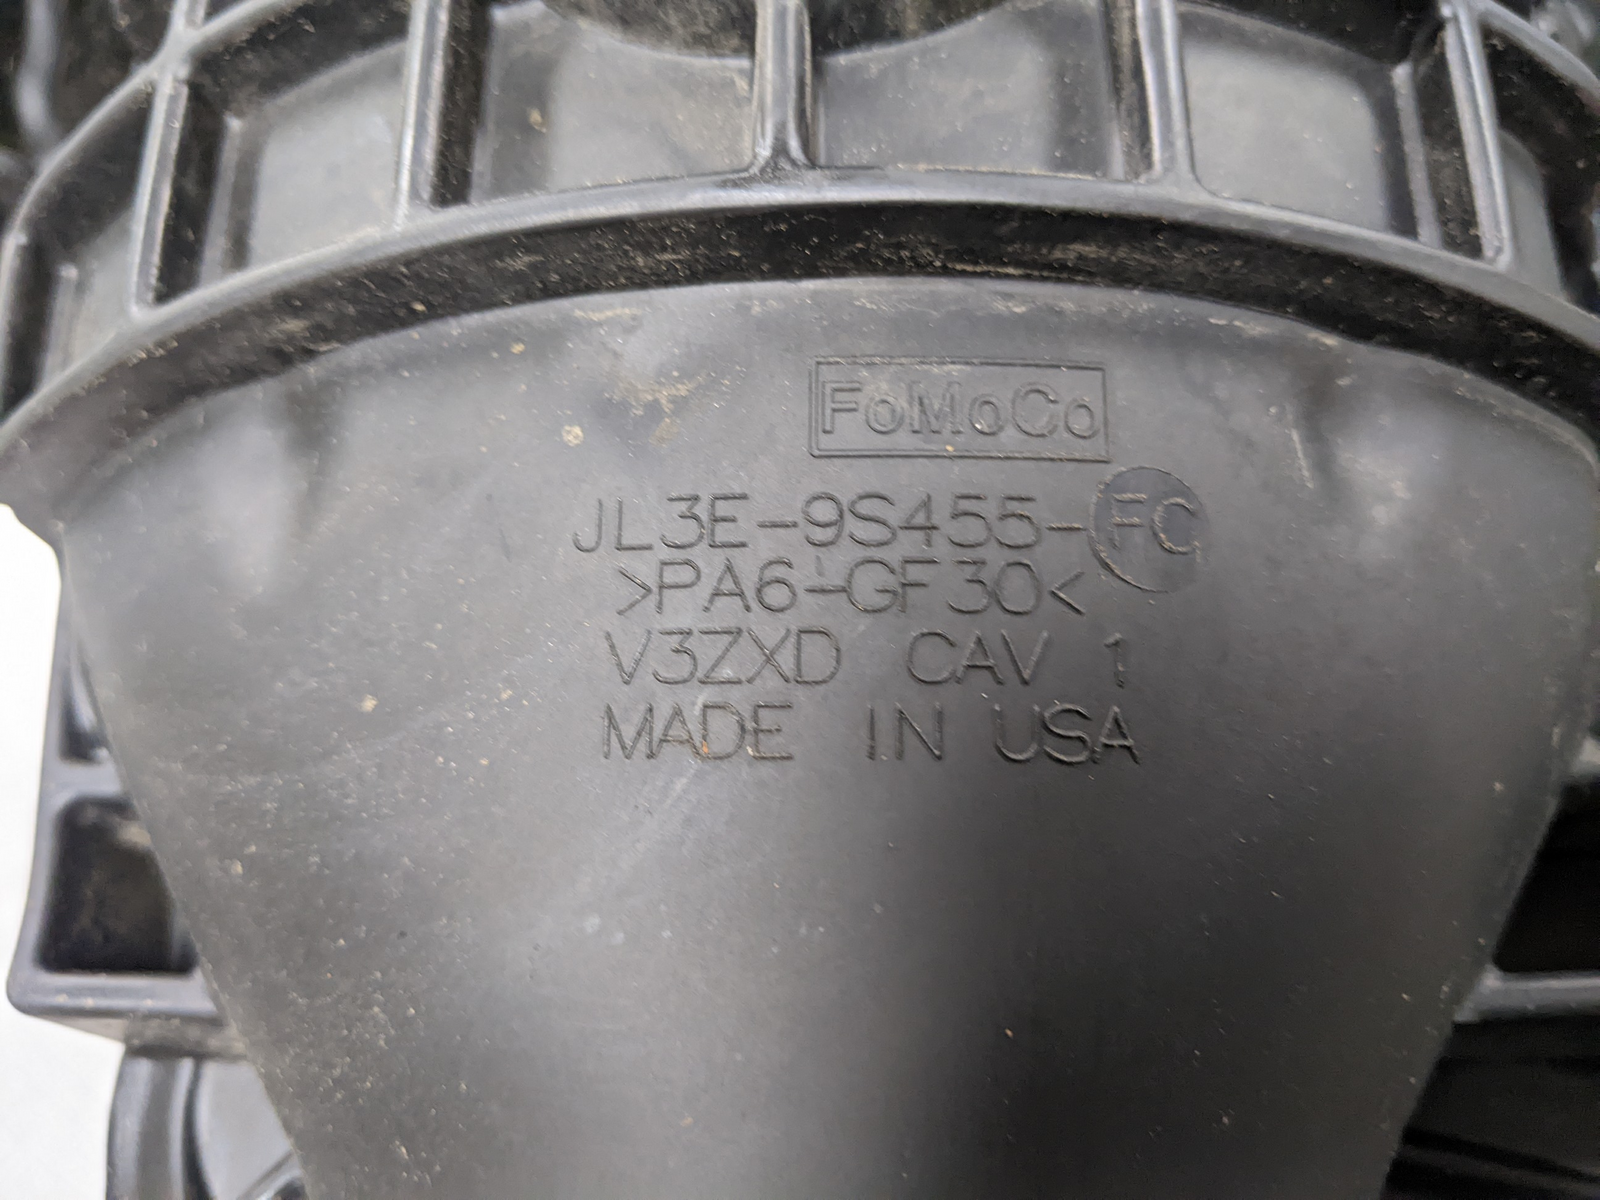 FoMoCo
JL3E-9S455-FC
>PA6-GF30<
V3ZXD CAV 1
MADE IN USA